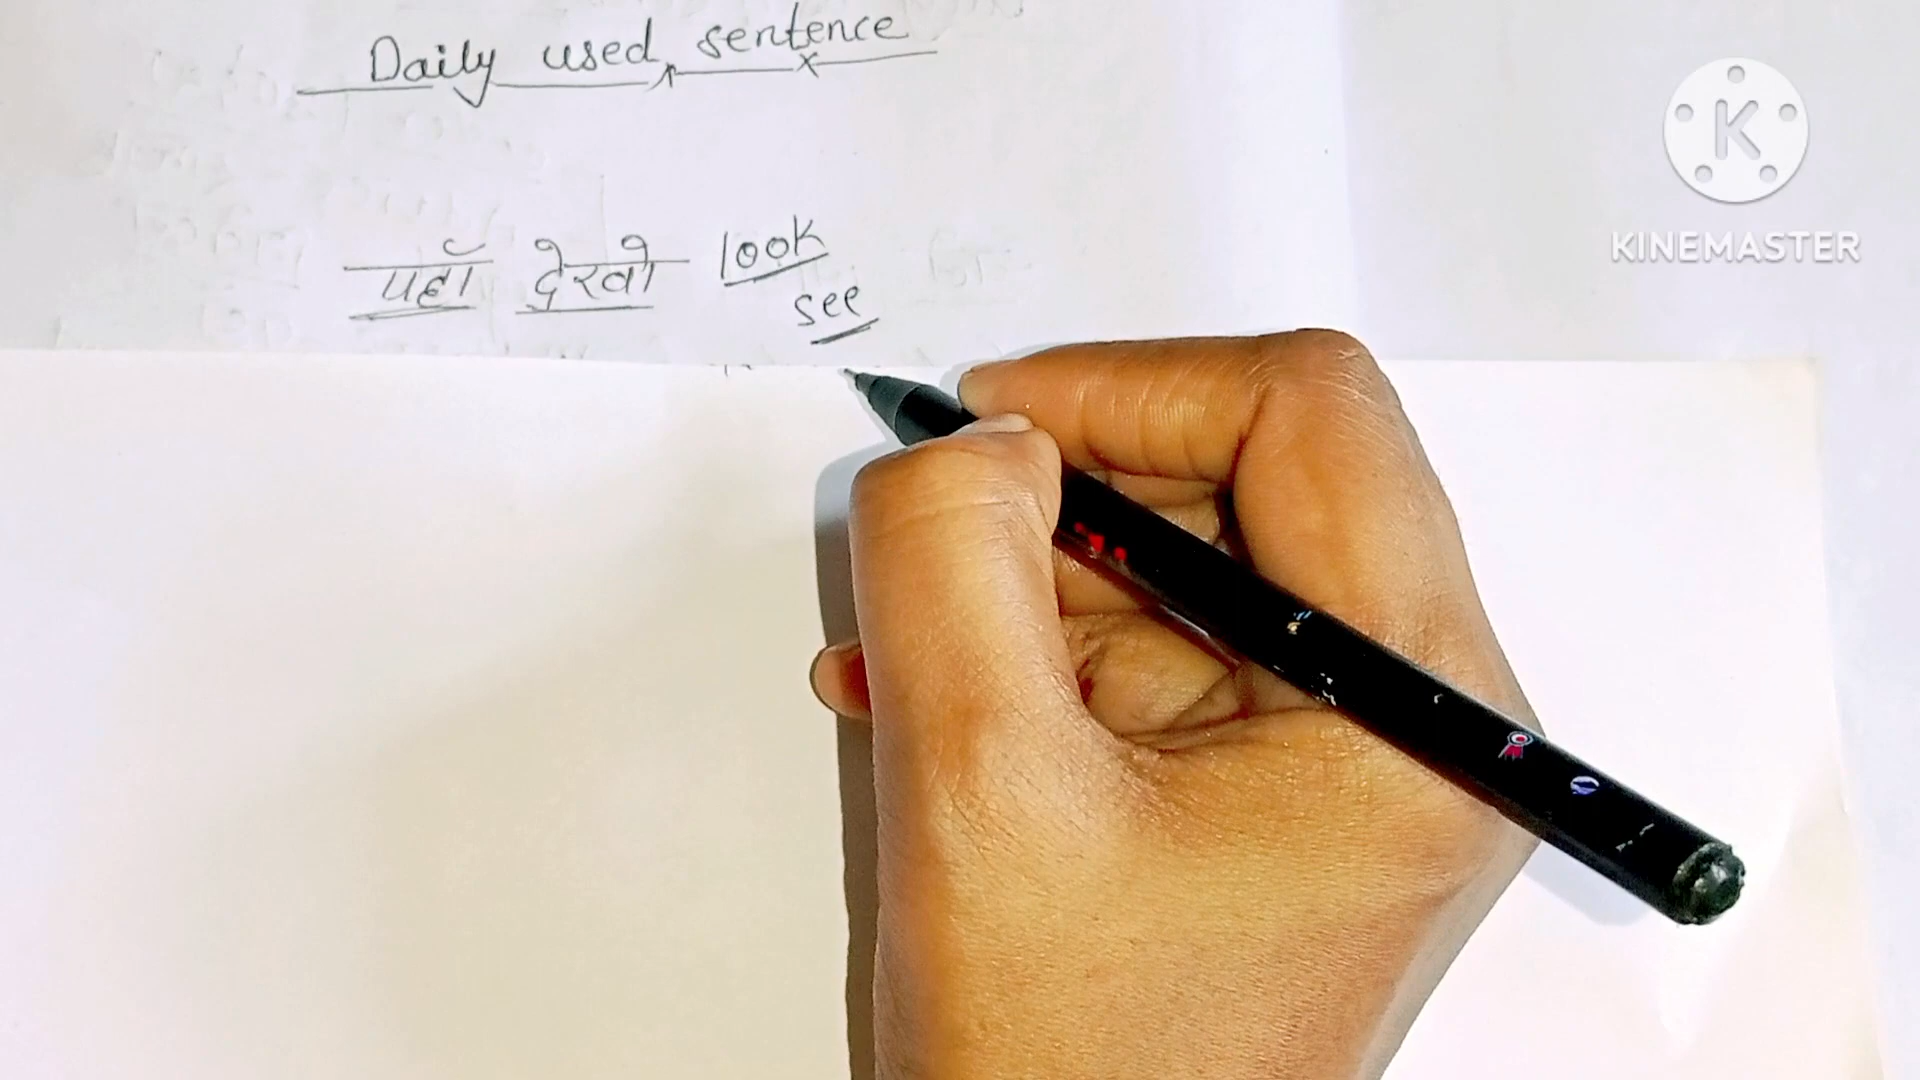 Daily used sentence
यहाँ देखो look
see
K
KINEMASTER